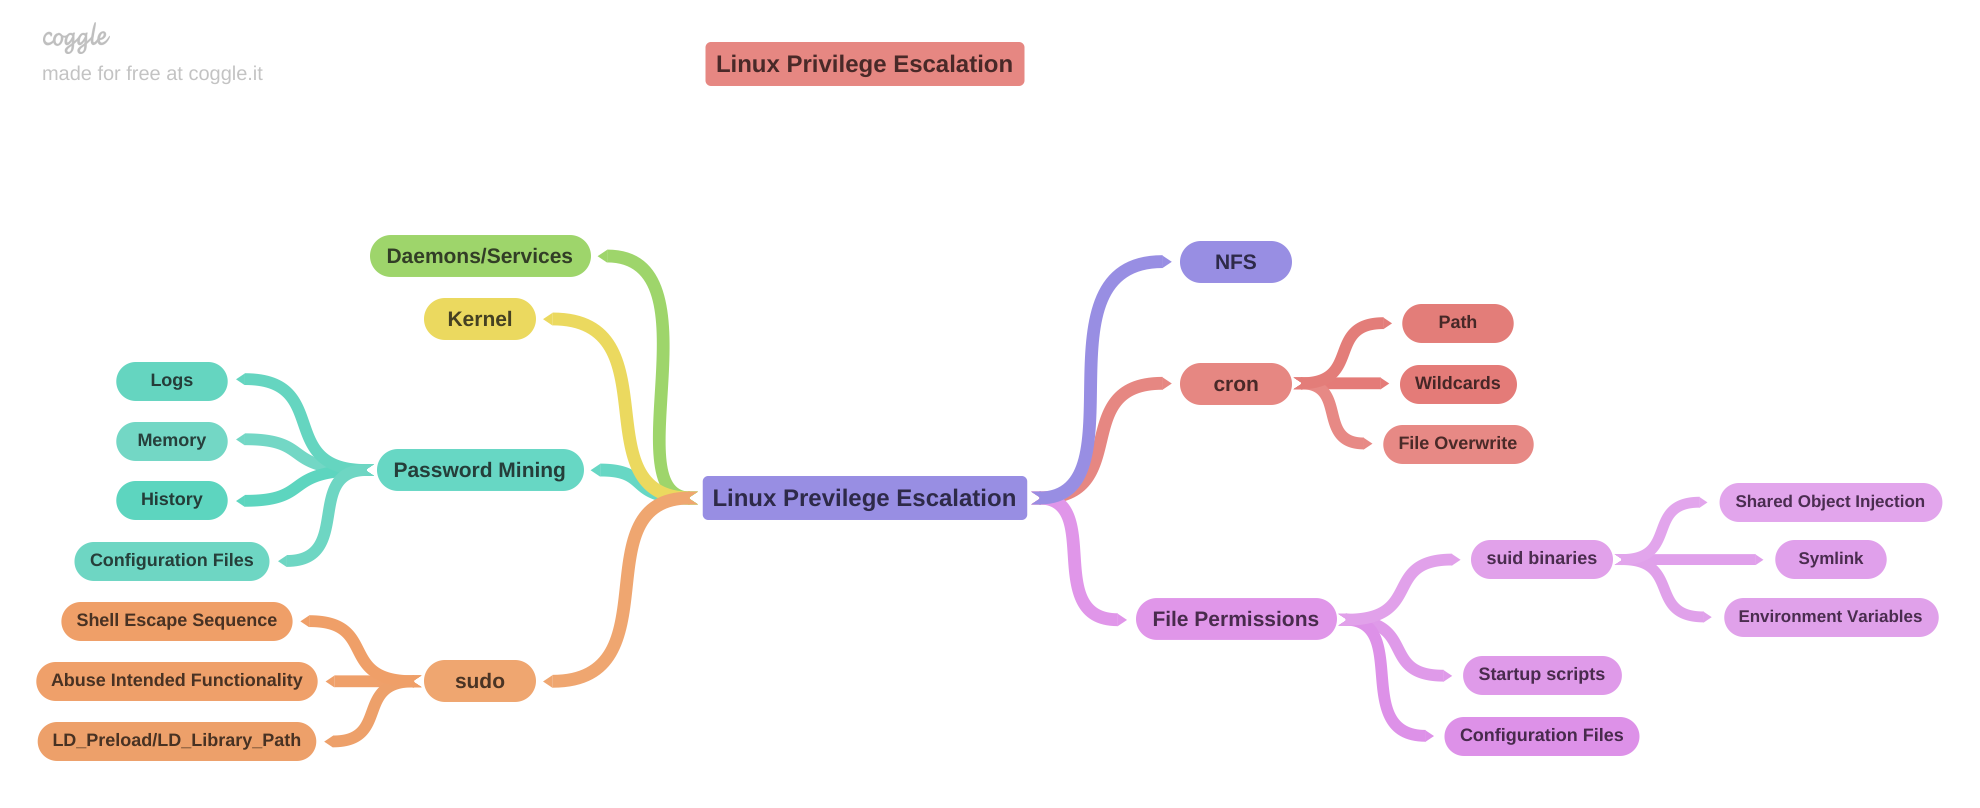 coggle
made for free at coggle.it
Linux Privilege Escalation
Daemons/Services
Kernel
Logs
Memory
Password Mining
History
Configuration Files
Shell Escape Sequence
Abuse Intended Functionality
sudo
LD_Preload/LD_Library_Path
Linux Previlege Escalation
NFS
Path
cron
Wildcards
File Overwrite
Shared Object Injection
suid binaries
Symlink
Environment Variables
File Permissions
Startup scripts
Configuration Files